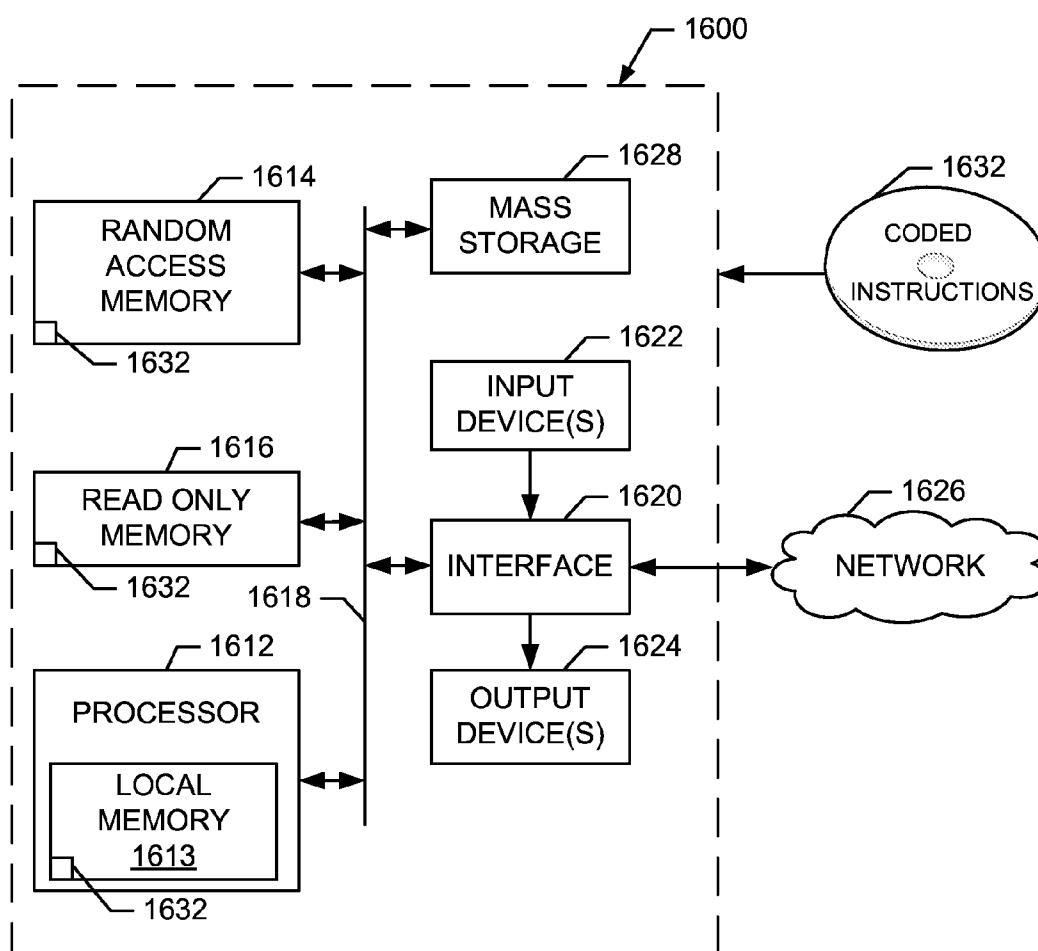 1600
1614
RANDOM
ACCESS
MEMORY
1632
1628
MASS
STORAGE
1632
CODED
INSTRUCTIONS
1622
INPUT
DEVICE(S)
1616
READ ONLY
MEMORY
1632
1620
INTERFACE
1626
NETWORK
1618
1612
PROCESSOR
LOCAL
MEMORY
1613
1632
1624
OUTPUT
DEVICE(S)